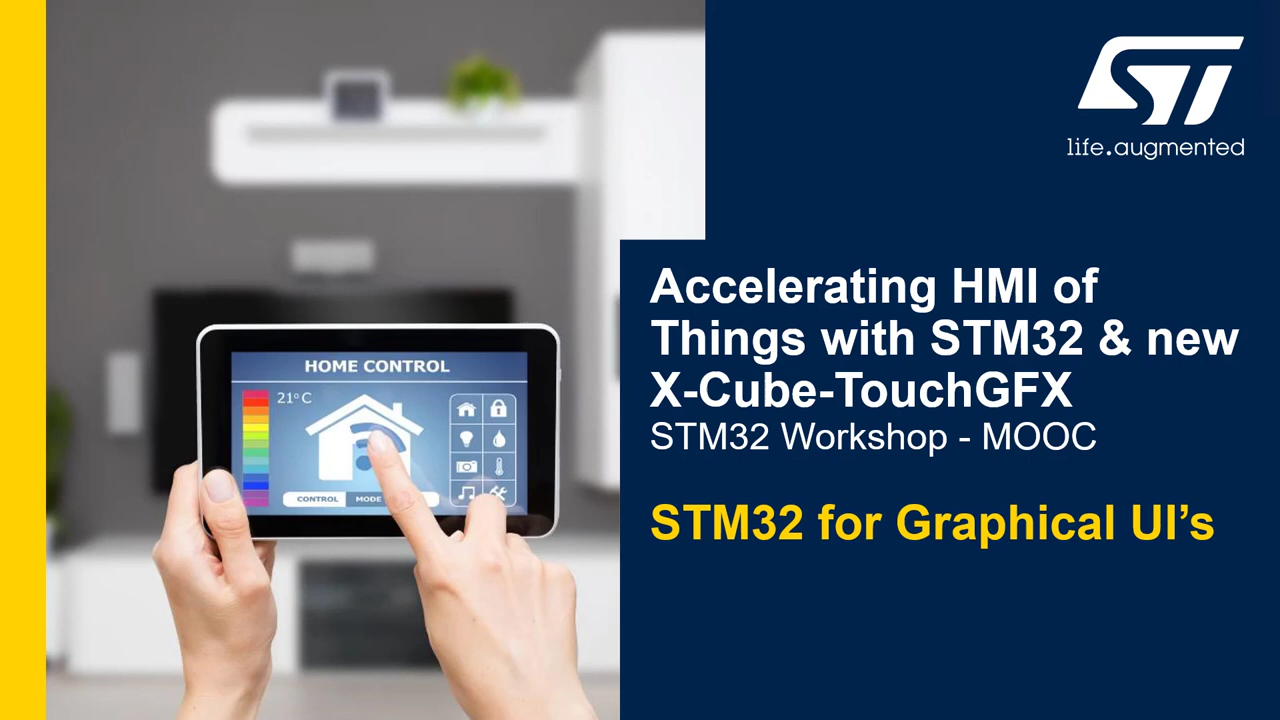 ST
life.augmented
Accelerating HMI of
Things with STM32 & new
X-Cube-TouchGFX
STM32 Workshop - MOOC
STM32 for Graphical UI’s
HOME CONTROL
21°C
CONTROL MODE